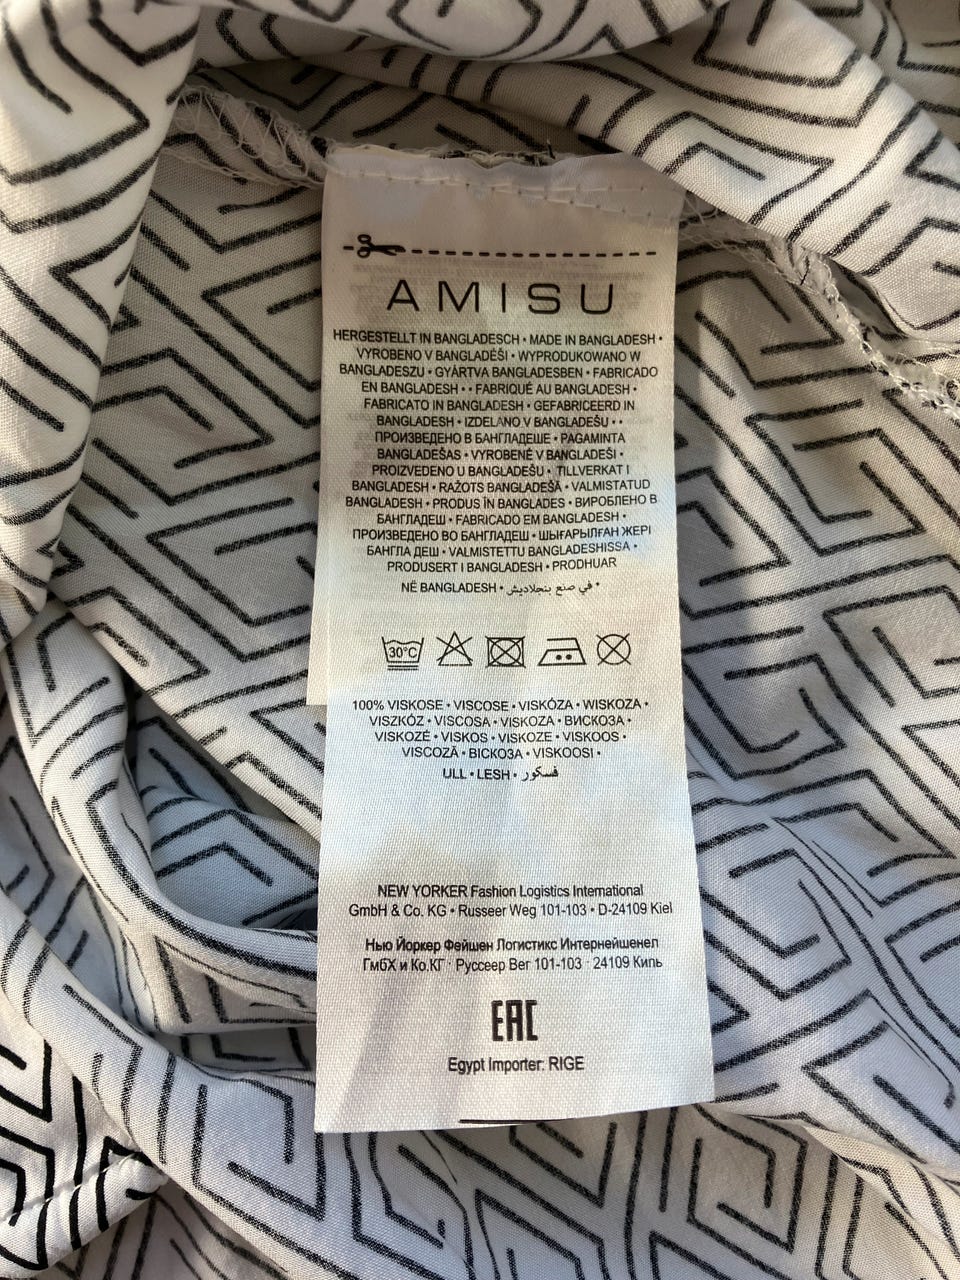 AMISU
HERGESTELLT IN BANGLADESCH • MADE IN BANGLADESH •
VYROBENO V BANGLADÉŠI • WYPRODUKOWANO W
BANGLADESZU • GYÁRTVA BANGLADESBEN • FABRICADO
EN BANGLADESH • • FABRIQUÉ AU BANGLADESH •
FABRICATO IN BANGLADESH • GEFABRICEERD IN
BANGLADESH • IZDELANO V BANGLADEŠU • •
ПРОИЗВЕДЕНО В БАНГЛАДЕШЕ • PAGAMINTA
BANGLADEŠAS • VYROBENÉ V BANGLADEŠI •
PROIZVEDENO U BANGLADEŠU • TILLVERKAT I
BANGLADESH • RAŽOTS BANGLADEŠĀ • VALMISTATUD
BANGLADESH • PRODUS ÎN BANGLADES • ВИРОБЛЕНО В
БАНГЛАДЕШ • FABRICADO EM BANGLADESH •
ПРОИЗВЕДЕНО ВО БАНГЛАДЕШ • ШЫҒАРЫЛҒАН ЖЕРІ
БАНГЛА ДЕШ • VALMISTETTU BANGLADESHISSA •
PRODUSERT I BANGLADESH • PRODHUAR
NË BANGLADESH • في صنع بنجلاديش •
30°C
100% VISKOSE • VISCOSE • VISKÓZA • WISKOZA •
VISZKÓZ • VISCOSA • VISKOZA • ВИСКОЗА •
VISKOZĖ • VISKOS • VISKOZE • VISKOOS •
VISCOZĂ • ВІСКОЗА • VISKOOSI •
ULL • LESH • فسكور
NEW YORKER Fashion Logistics International
GmbH & Co. KG • Russeer Weg 101-103 • D-24109 Kiel
Нью Йоркер Фейшен Логистикс Интернейшенел
ГмбХ и Ко.КГ · Руссеер Вег 101-103 · 24109 Киль
EAC
Egypt Importer: RIGE